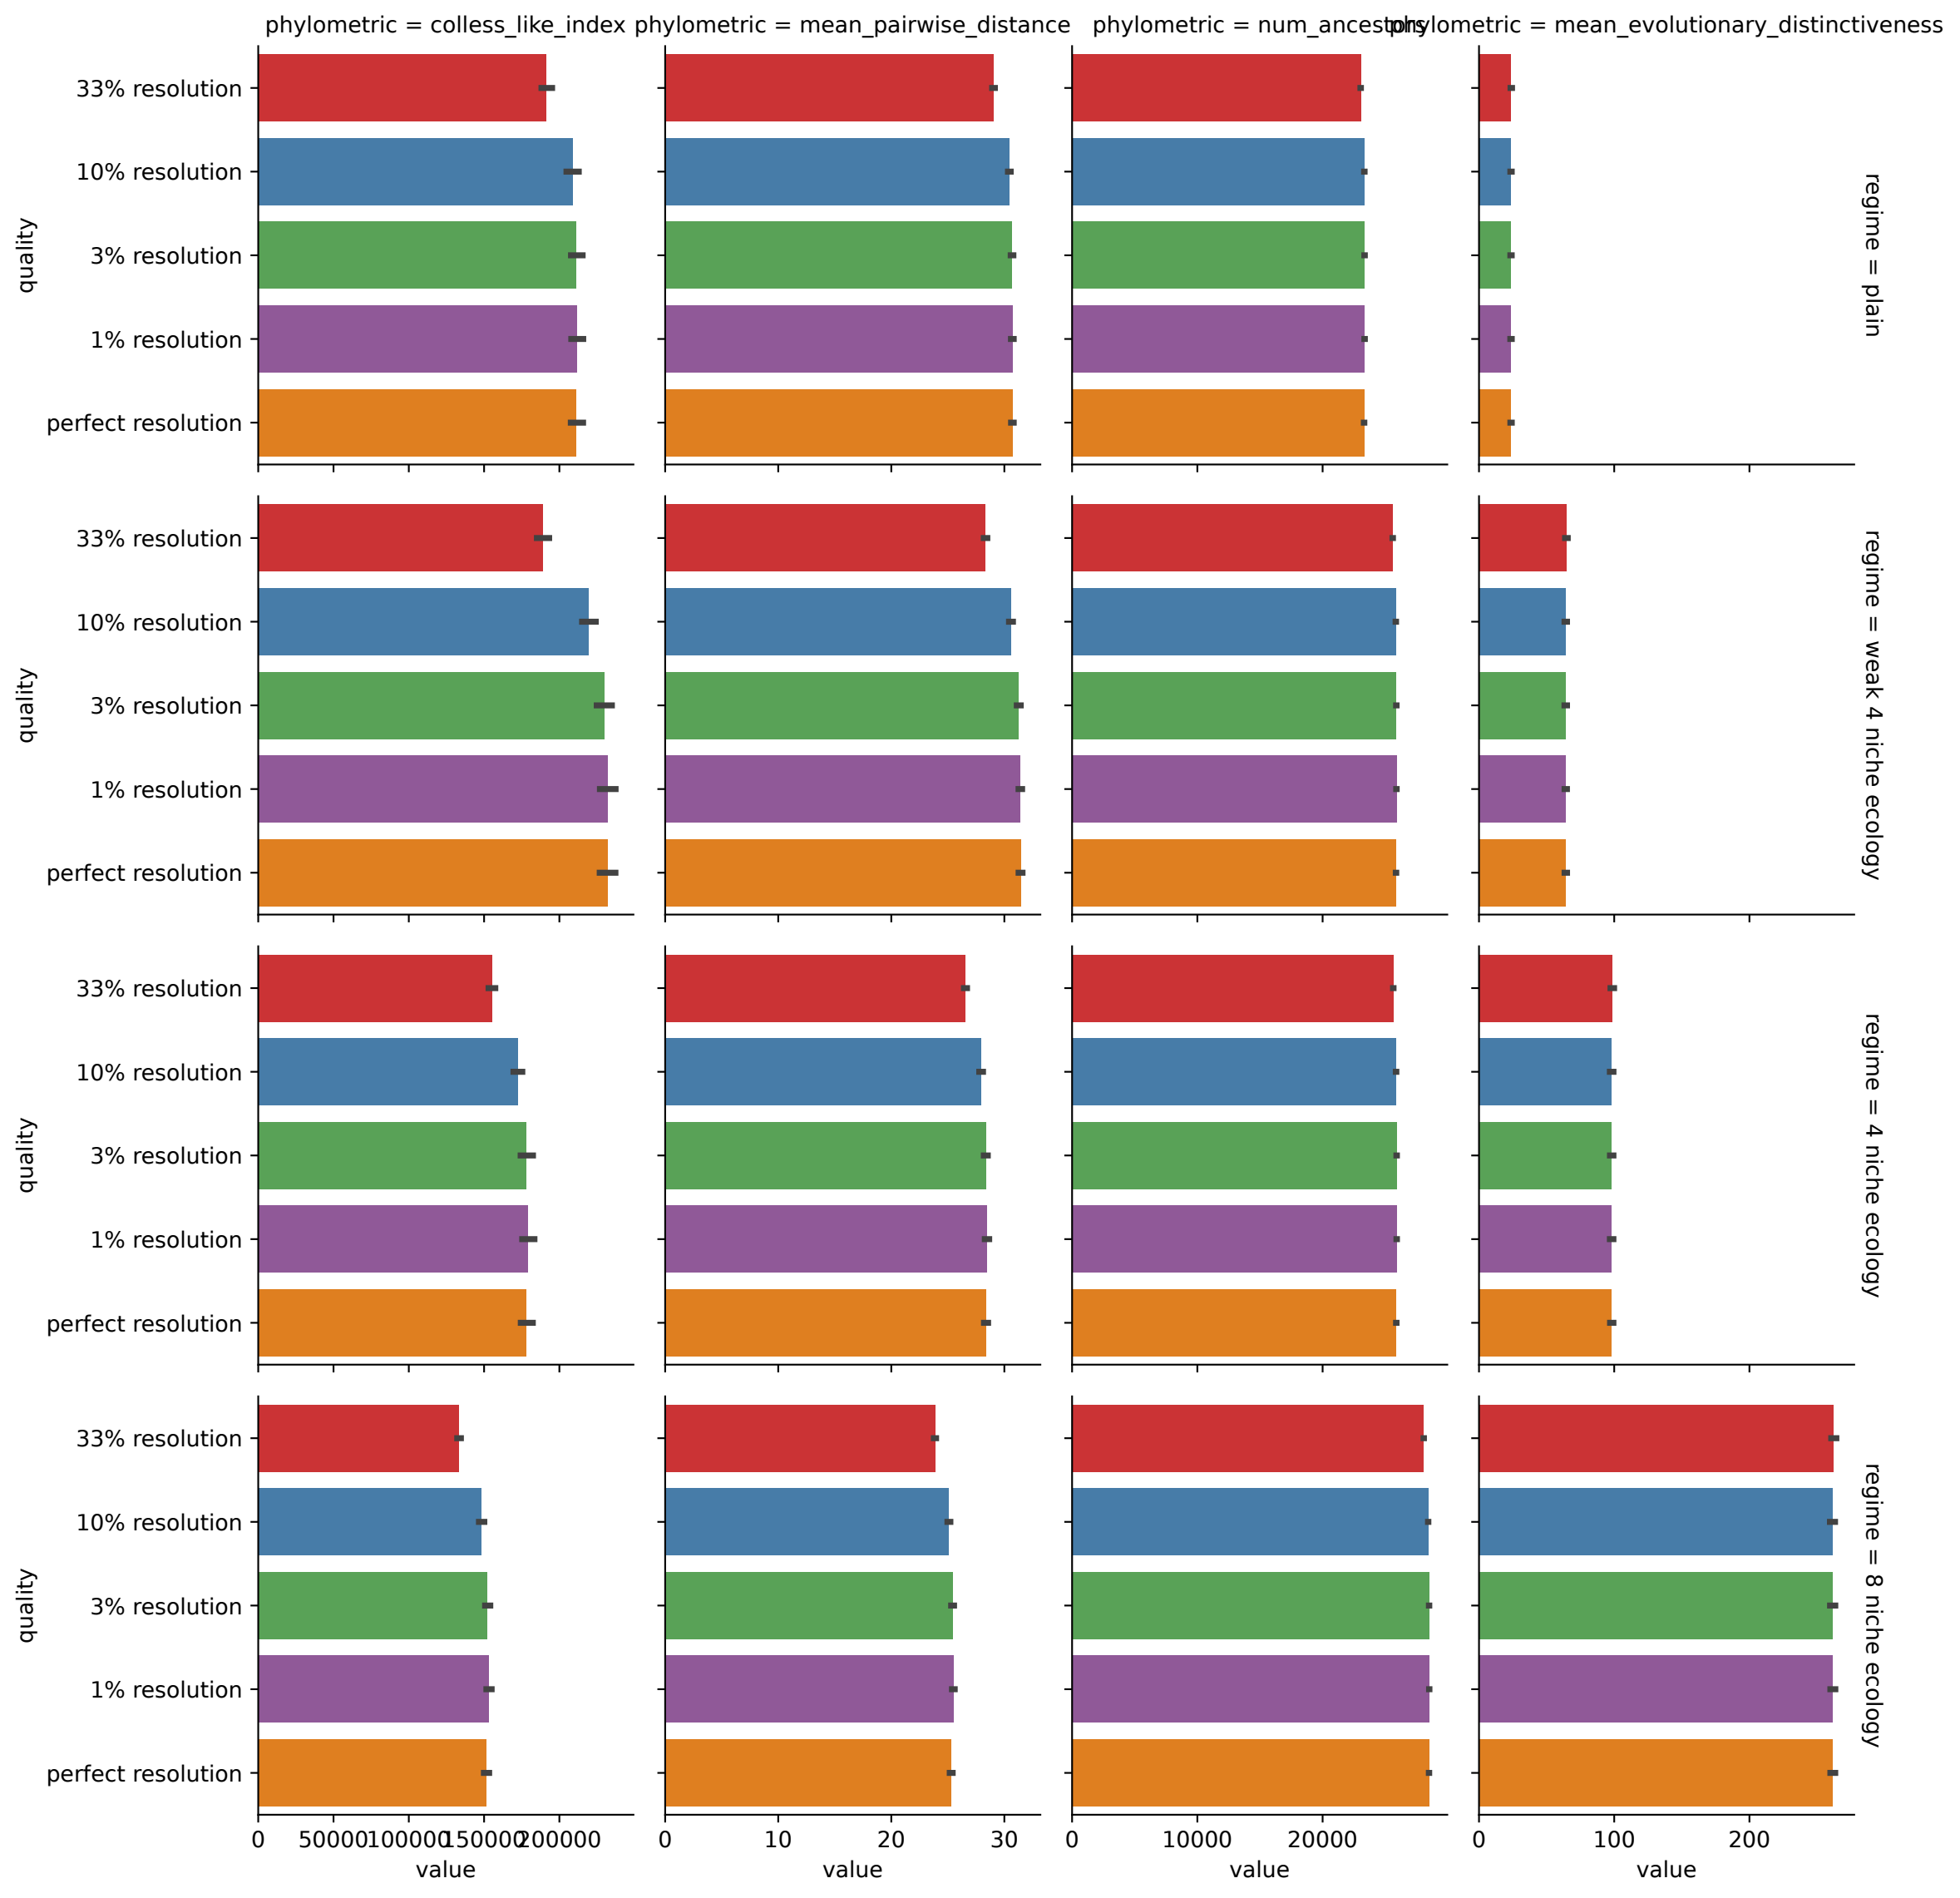 phylometric = colless_like_index
phylometric = mean_pairwise_distance
phylometric = num_ancestors
phylometric = mean_evolutionary_distinctiveness
quality
33% resolution
10% resolution
3% resolution
1% resolution
perfect resolution
regime = plain
quality
33% resolution
10% resolution
3% resolution
1% resolution
perfect resolution
regime = weak 4 niche ecology
quality
33% resolution
10% resolution
3% resolution
1% resolution
perfect resolution
regime = 4 niche ecology
quality
33% resolution
10% resolution
3% resolution
1% resolution
perfect resolution
regime = 8 niche ecology
0 50000 100000 150000 200000
0 10 20 30
0 10000 20000
0 100 200
value
value
value
value